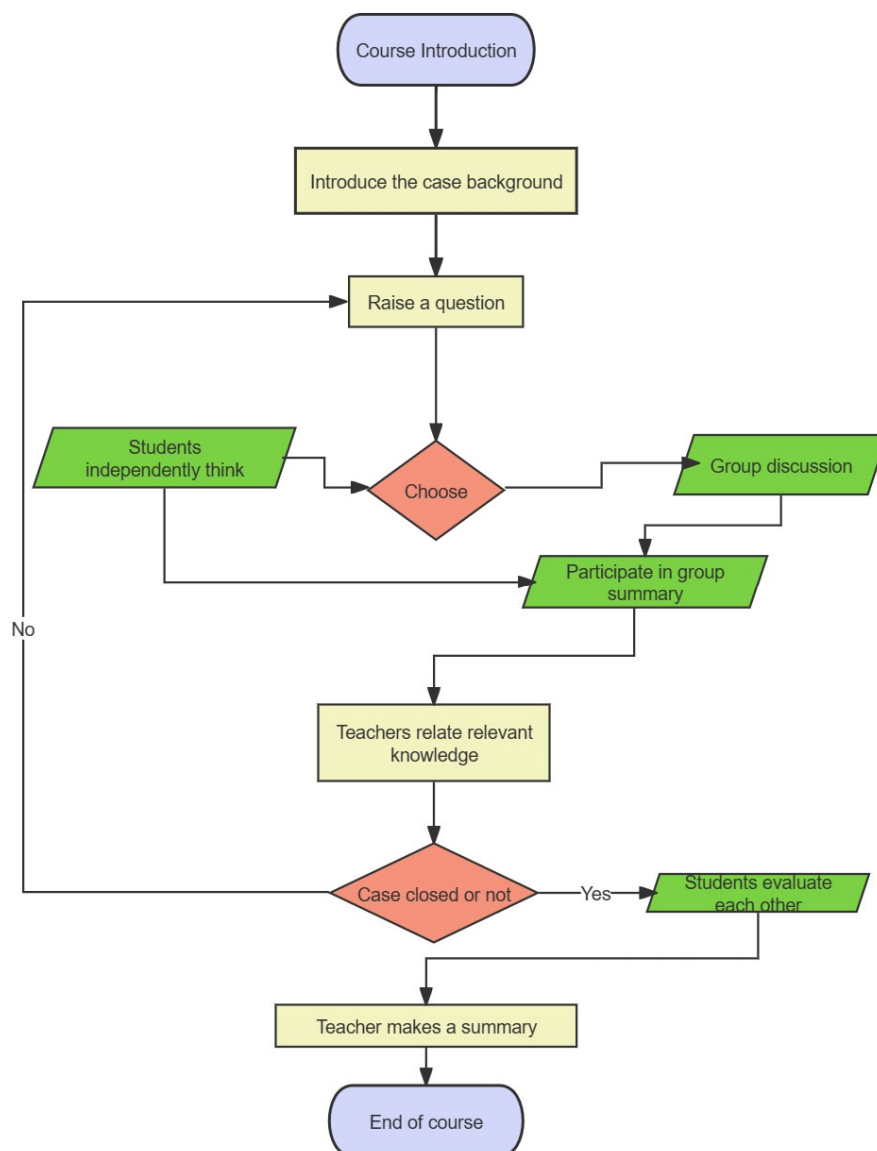 Course Introduction
Introduce the case background
Raise a question
Students
independently think
Choose
Group discussion
Participate in group
summary
No
Teachers relate relevant
knowledge
Case closed or not
Yes
Students evaluate
each other
Teacher makes a summary
End of course